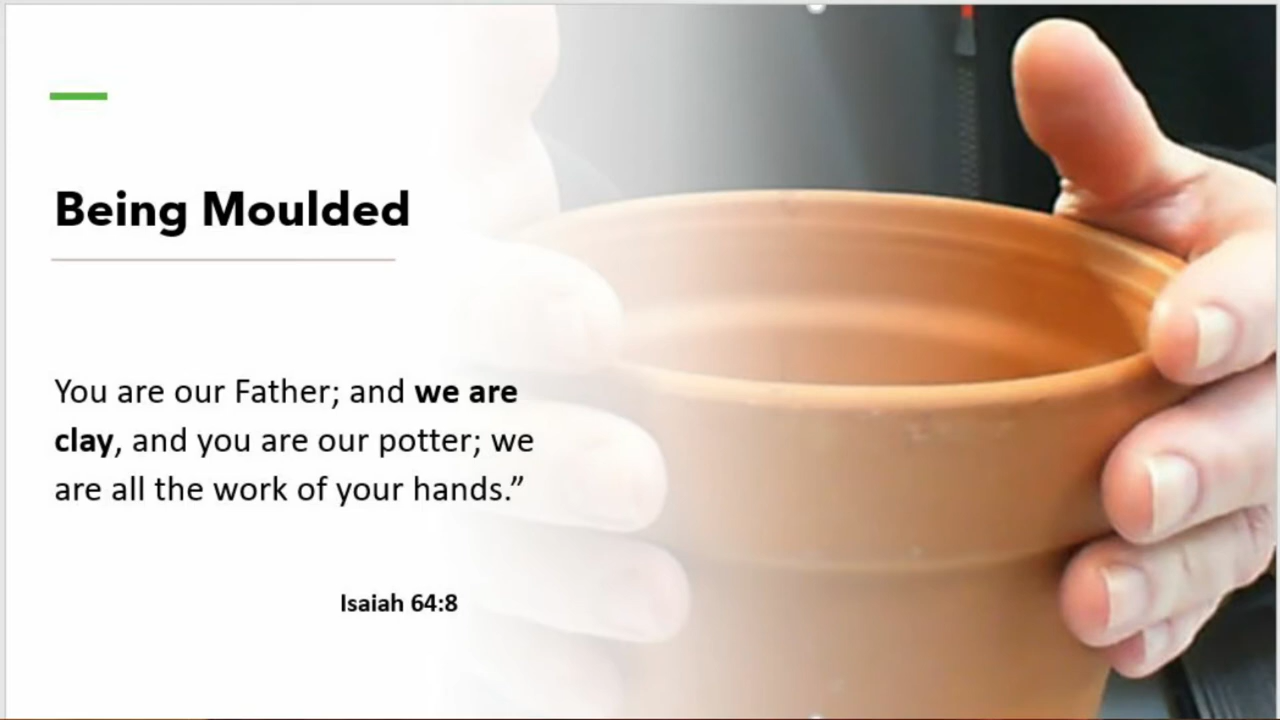 Being Moulded
You are our Father; and we are
clay, and you are our potter; we
are all the work of your hands.”
Isaiah 64:8